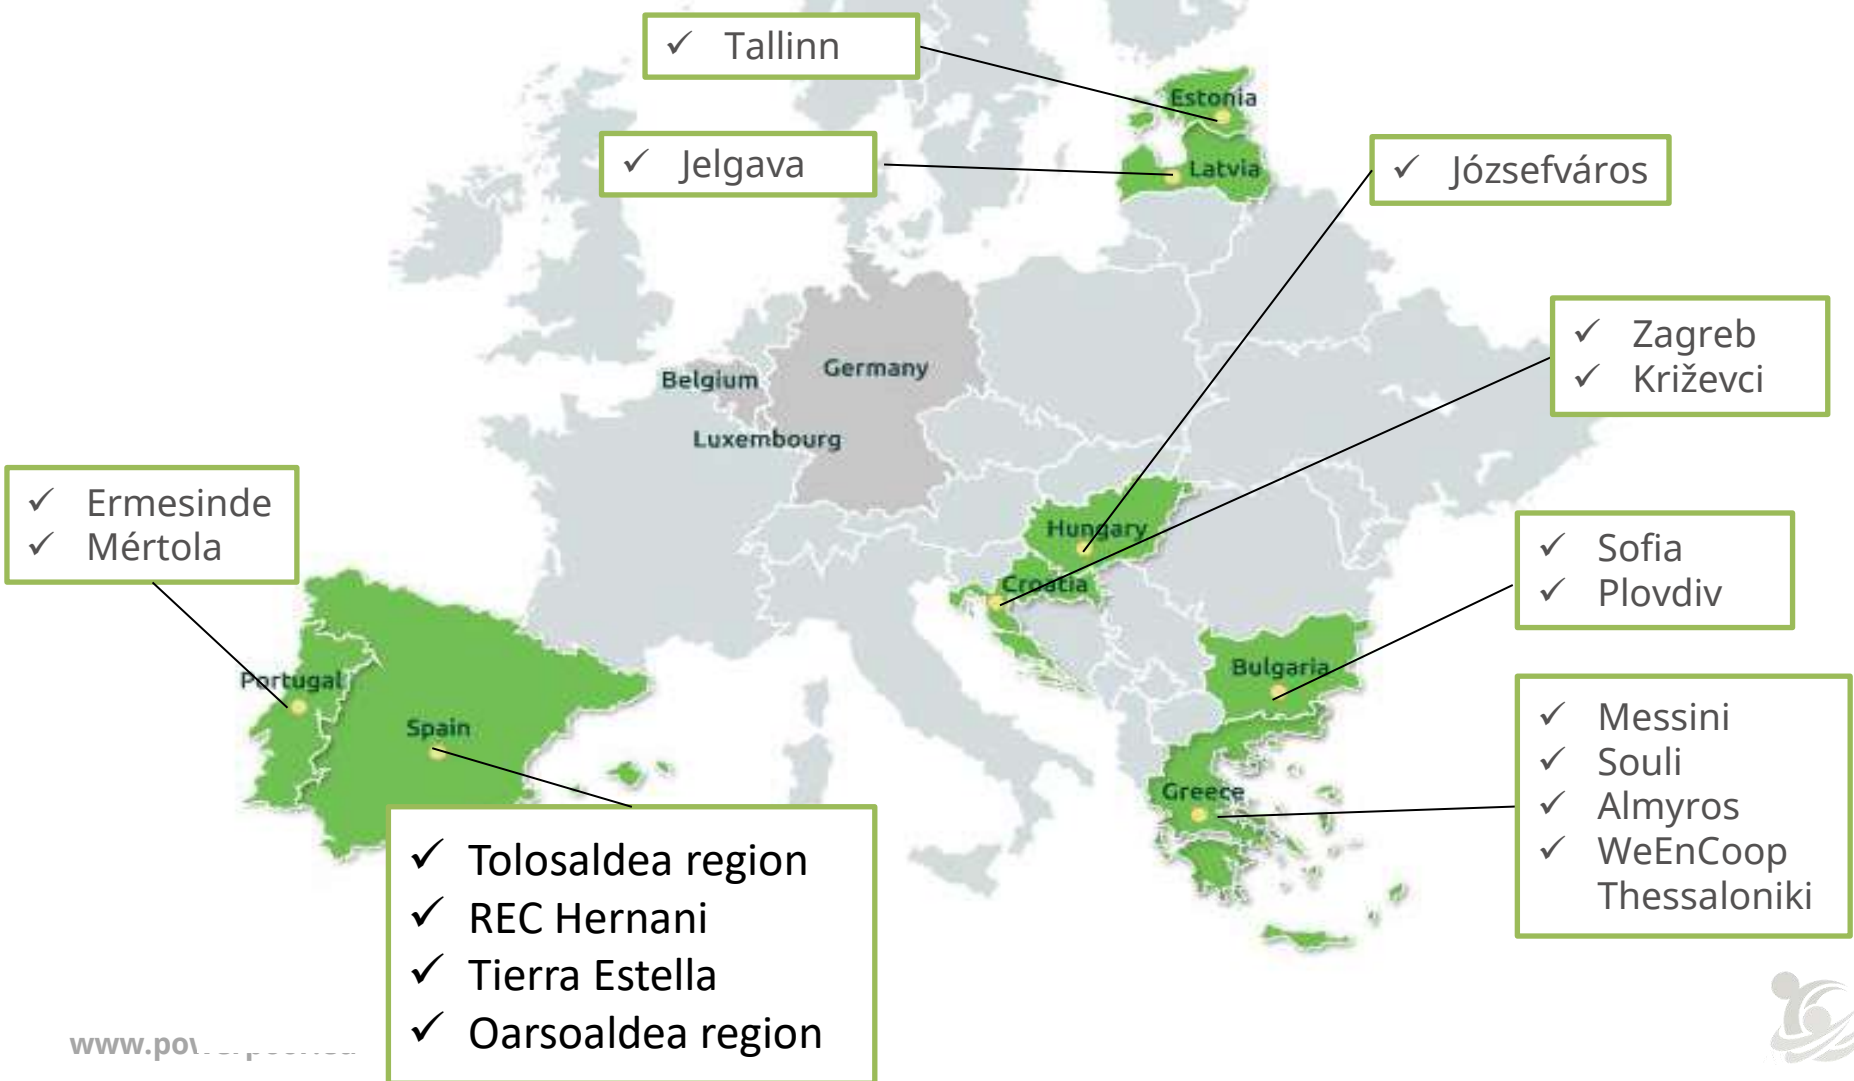 ✓ Tallinn
Estonia
✓ Jelgava
Latvia
✓ Józsefváros
✓ Zagreb
✓ Križevci
Germany
Belgium
Luxembourg
✓ Ermesinde
✓ Mértola
Hungary
Croatia
✓ Sofia
✓ Plovdiv
Bulgaria
Portugal
Spain
✓ Messini
✓ Souli
✓ Almyros
✓ WeEnCoop
Thessaloniki
Greece
✓ Tolosaldea region
✓ REC Hernani
✓ Tierra Estella
✓ Oarsoaldea region